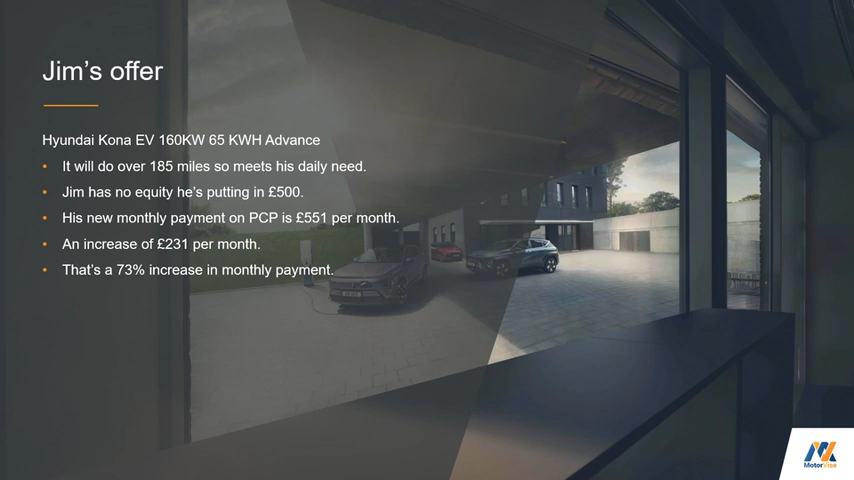 Jim's offer
Hyundai Kona EV 160KW 65 KWH Advance
• It will do over 185 miles so meets his daily need.
• Jim has no equity he's putting in £500.
• His new monthly payment on PCP is £551 per month.
• An increase of £231 per month.
• That's a 73% increase in monthly payment.
MotorVise